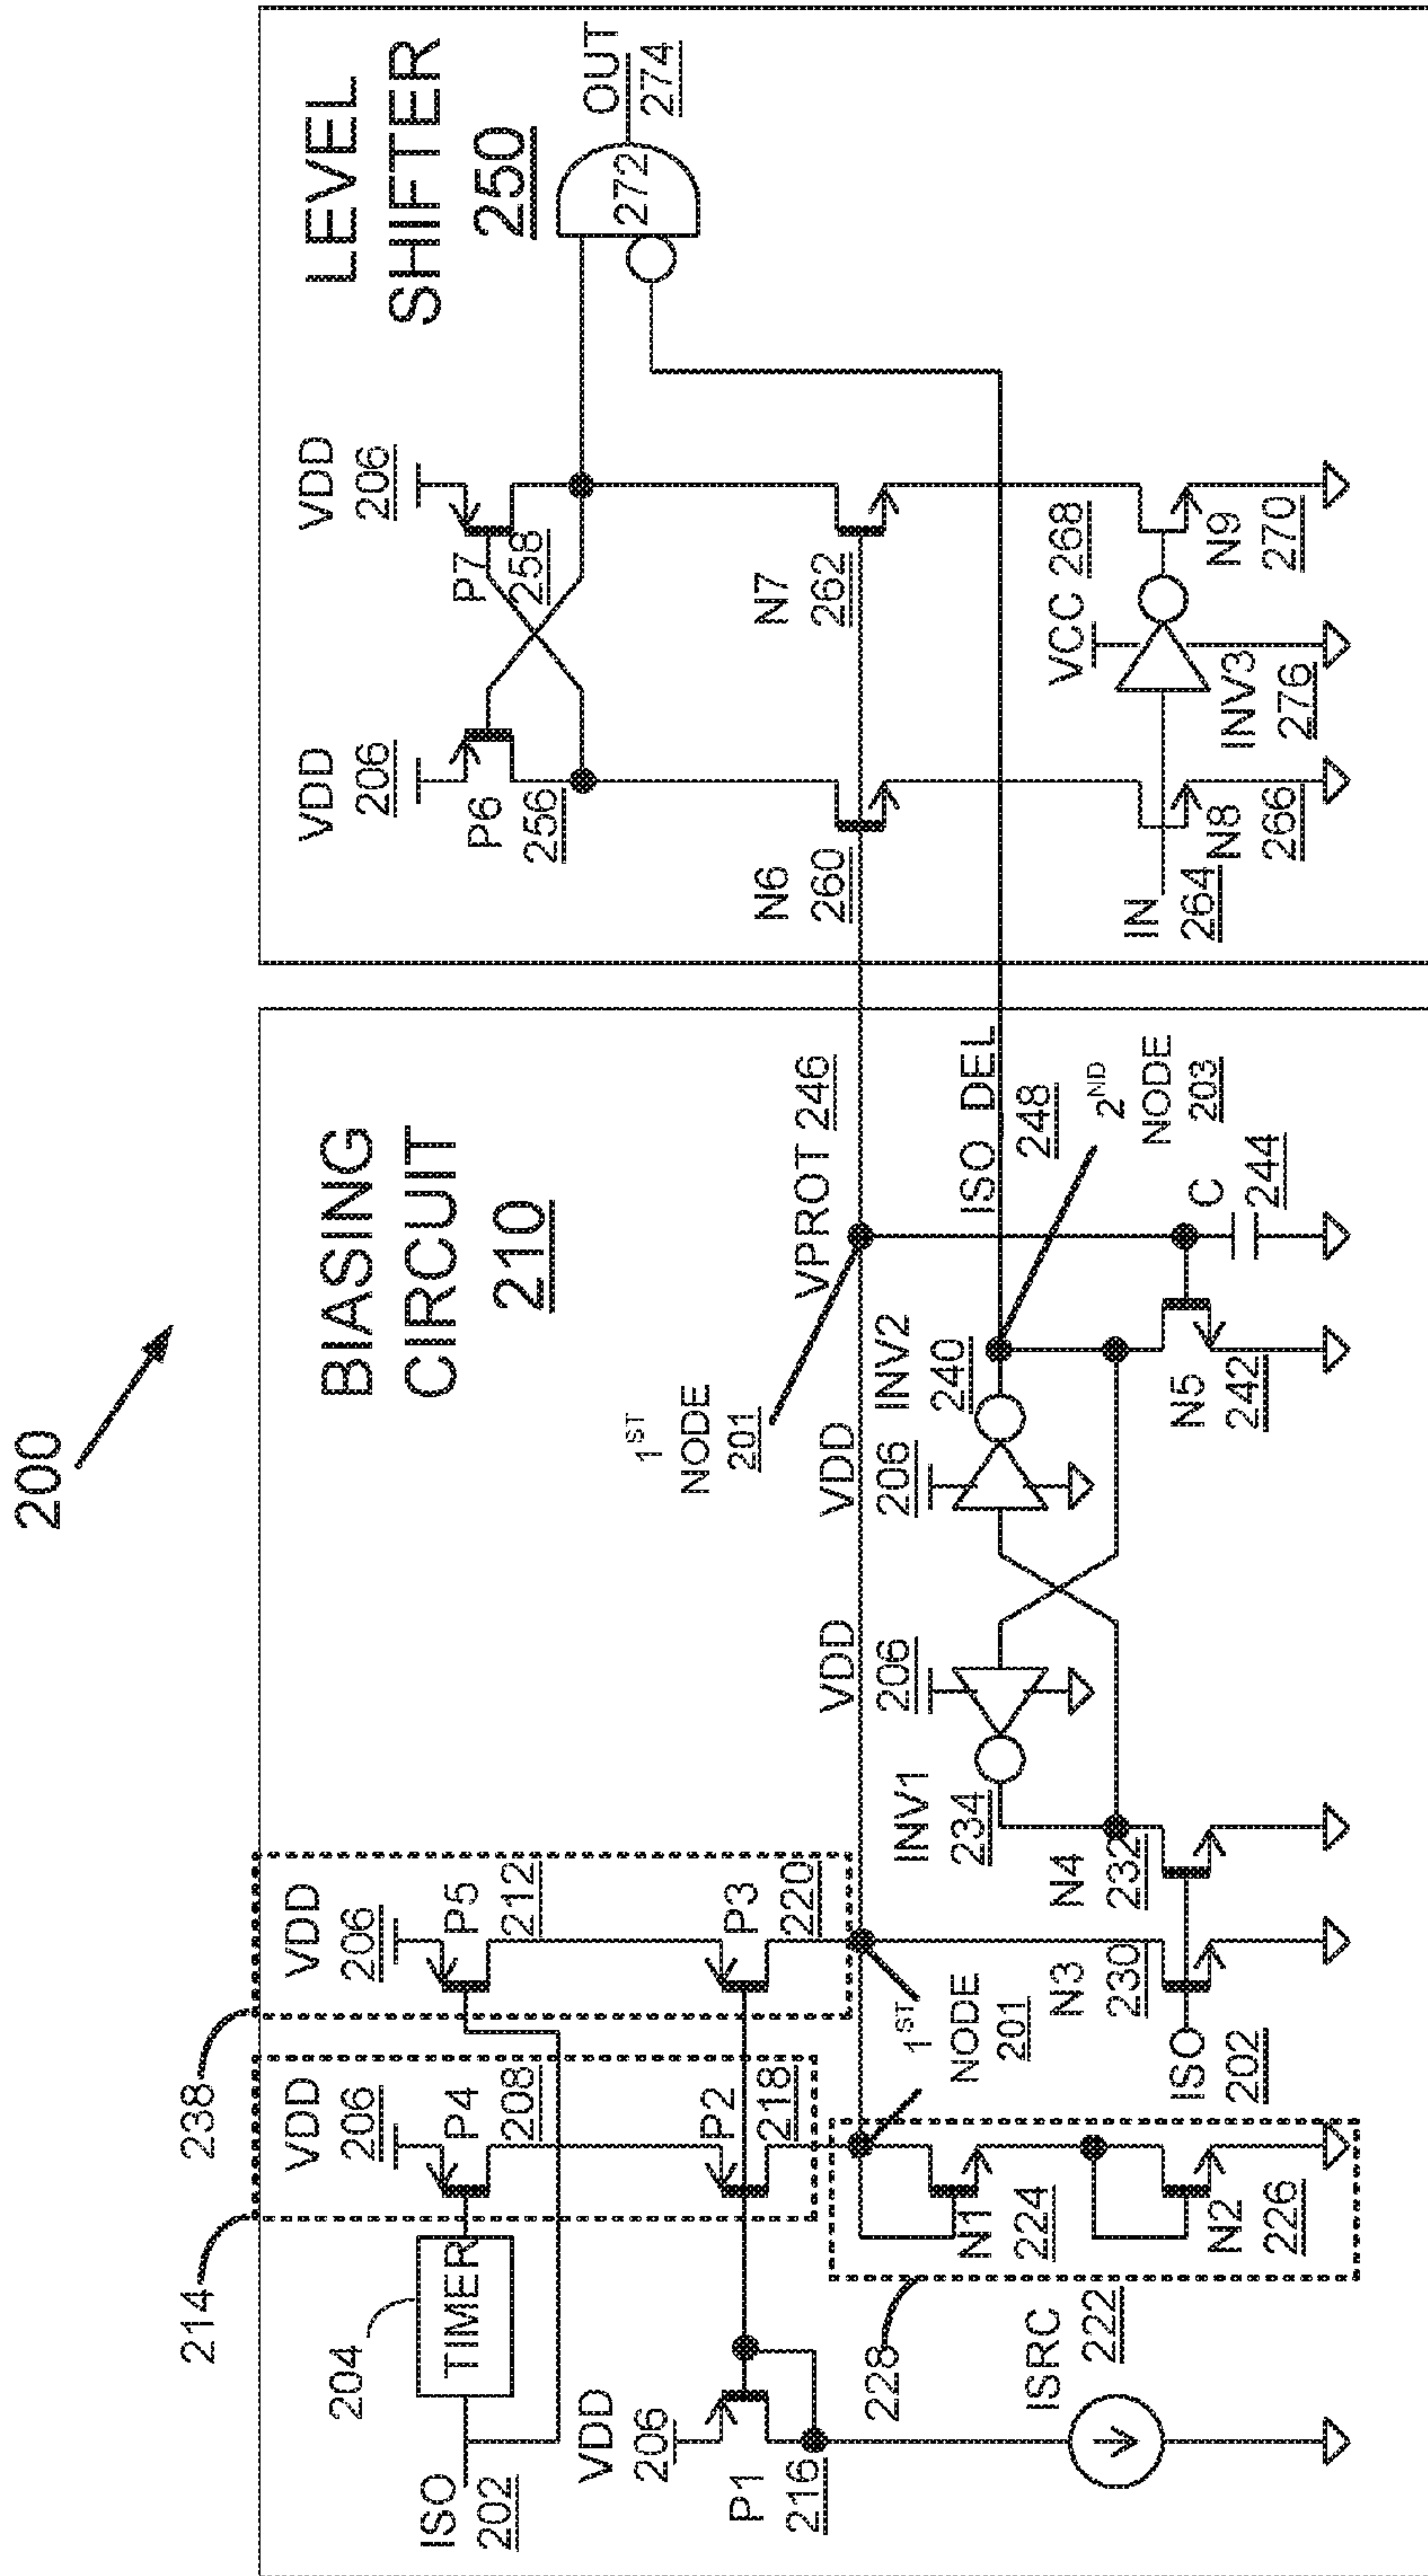 200
BIASING
CIRCUIT
210
LEVEL
SHIFTER
250
214
238
204
TIMER
ISO
202
VDD
206
P4
208
VDD
206
P5
212
VDD
206
P1
216
P2
218
P3
220
ISRC
222
228
N1
224
N2
226
1ST
NODE
201
ISO
202
N3
230
N4
232
INV1
234
VDD
206
VDD
206
INV2
240
1ST
NODE
201
VPROT 246
ISO_DEL
248
2ND
NODE
203
N5
242
C
244
VDD
206
P6
256
VDD
206
P7
258
N6
260
N7
262
IN
264
N8
266
VCC 268
INV3
276
N9
270
272
OUT
274